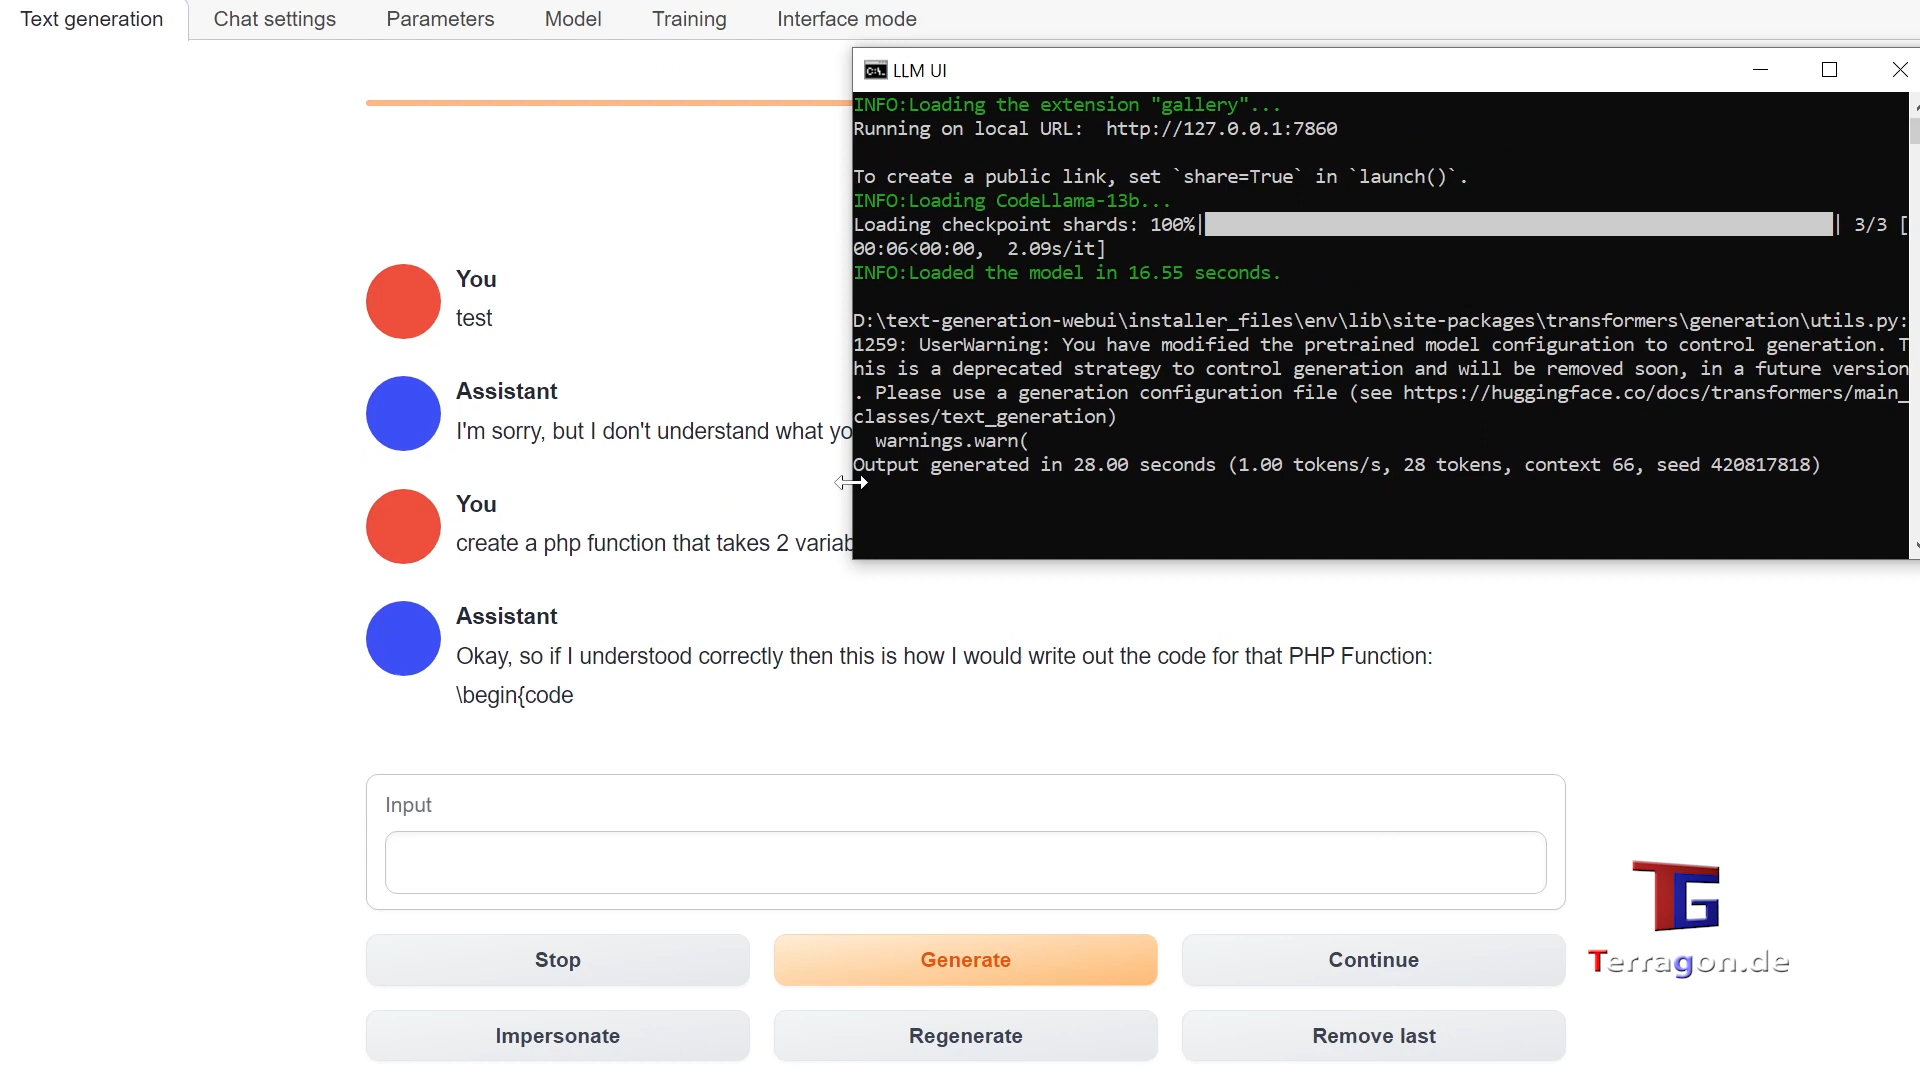 Text generation
Chat settings
Parameters
Model
Training
Interface mode
LLM UI
INFO:Loading the extension "gallery"...
Running on local URL:  http://127.0.0.1:7860
To create a public link, set `share=True` in `launch()`.
INFO:Loading CodeLlama-13b...
Loading checkpoint shards: 100%| | 3/3 [
00:06<00:00,  2.09s/it]
INFO:Loaded the model in 16.55 seconds.
D:\text-generation-webui\installer_files\env\lib\site-packages\transformers\generation\utils.py:
1259: UserWarning: You have modified the pretrained model configuration to control generation. T
his is a deprecated strategy to control generation and will be removed soon, in a future version
. Please use a generation configuration file (see https://huggingface.co/docs/transformers/main_
classes/text_generation)
warnings.warn(
Output generated in 28.00 seconds (1.00 tokens/s, 28 tokens, context 66, seed 420817818)
You
test
Assistant
I'm sorry, but I don't understand what yo
You
create a php function that takes 2 variab
Assistant
Okay, so if I understood correctly then this is how I would write out the code for that PHP Function:
\begin{code
Input
Stop
Generate
Continue
Impersonate
Regenerate
Remove last
TG
Terragon.de